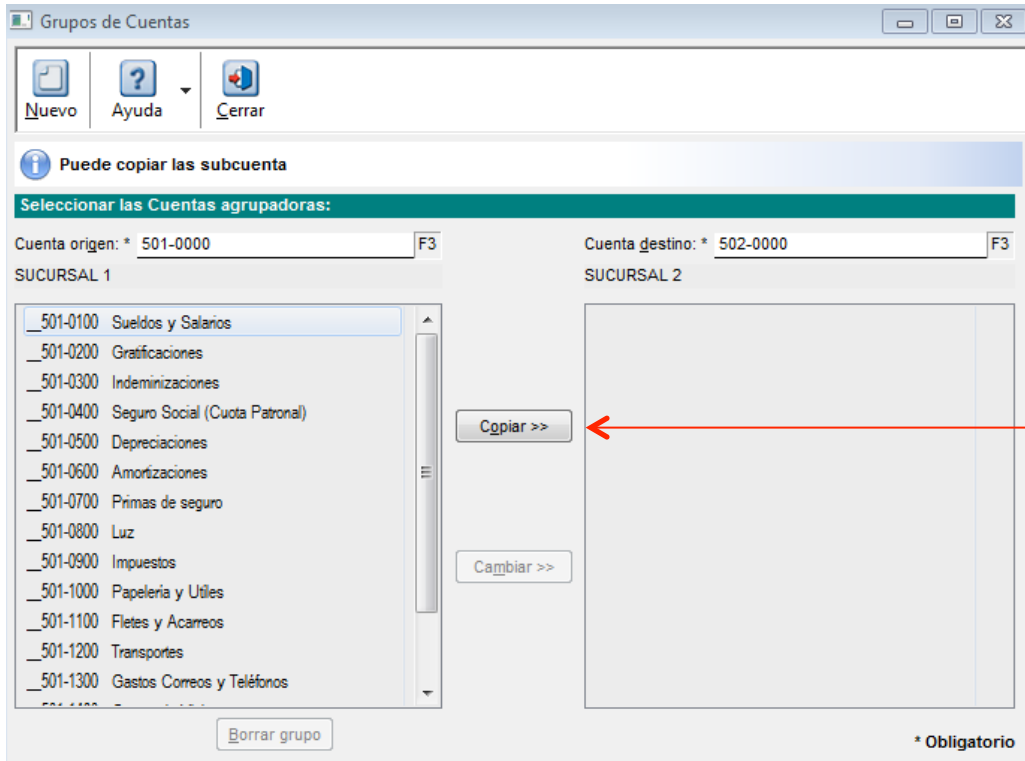 Grupos de Cuentas
Nuevo
Ayuda
Cerrar
Puede copiar las subcuenta
Seleccionar las Cuentas agrupadoras:
Cuenta origen: * 501-0000 F3
Cuenta destino: * 502-0000 F3
SUCURSAL 1
SUCURSAL 2
__501-0100 Sueldos y Salarios
__501-0200 Gratificaciones
__501-0300 Indeminizaciones
__501-0400 Seguro Social (Cuota Patronal)
__501-0500 Depreciaciones
__501-0600 Amortizaciones
__501-0700 Primas de seguro
__501-0800 Luz
__501-0900 Impuestos
__501-1000 Papeleria y Utiles
__501-1100 Fletes y Acarreos
__501-1200 Transportes
__501-1300 Gastos Correos y Teléfonos
Copiar >>
Cambiar >>
Borrar grupo
* Obligatorio